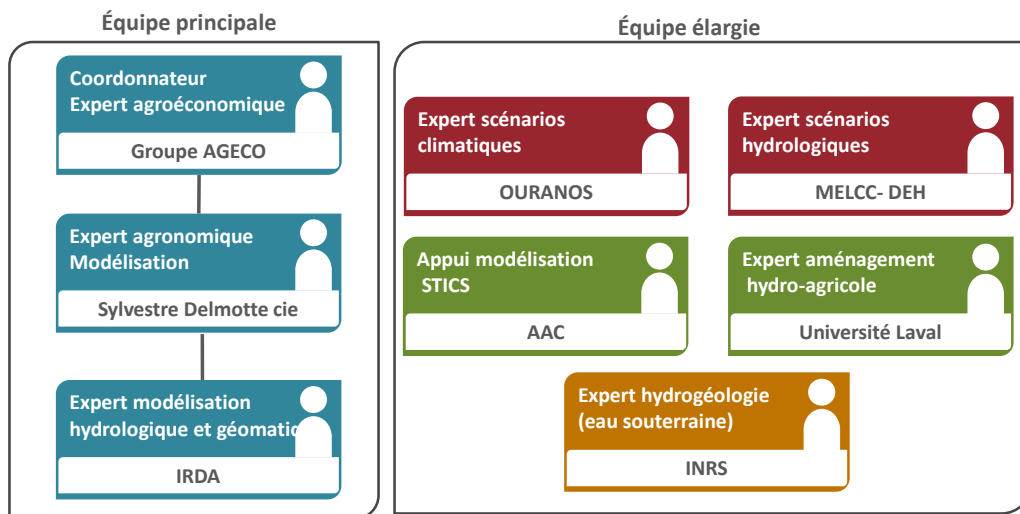 Équipe principale
Coordonnateur
Expert agroéconomique
Groupe AGECO
Expert agronomique
Modélisation
Sylvestre Delmotte cie
Expert modélisation
hydrologique et géomatic
IRDA
Équipe élargie
Expert scénarios
climatiques
OURANOS
Expert scénarios
hydrologiques
MELCC- DEH
Appui modélisation
STICS
AAC
Expert aménagement
hydro-agricole
Université Laval
Expert hydrogéologie
(eau souterraine)
INRS